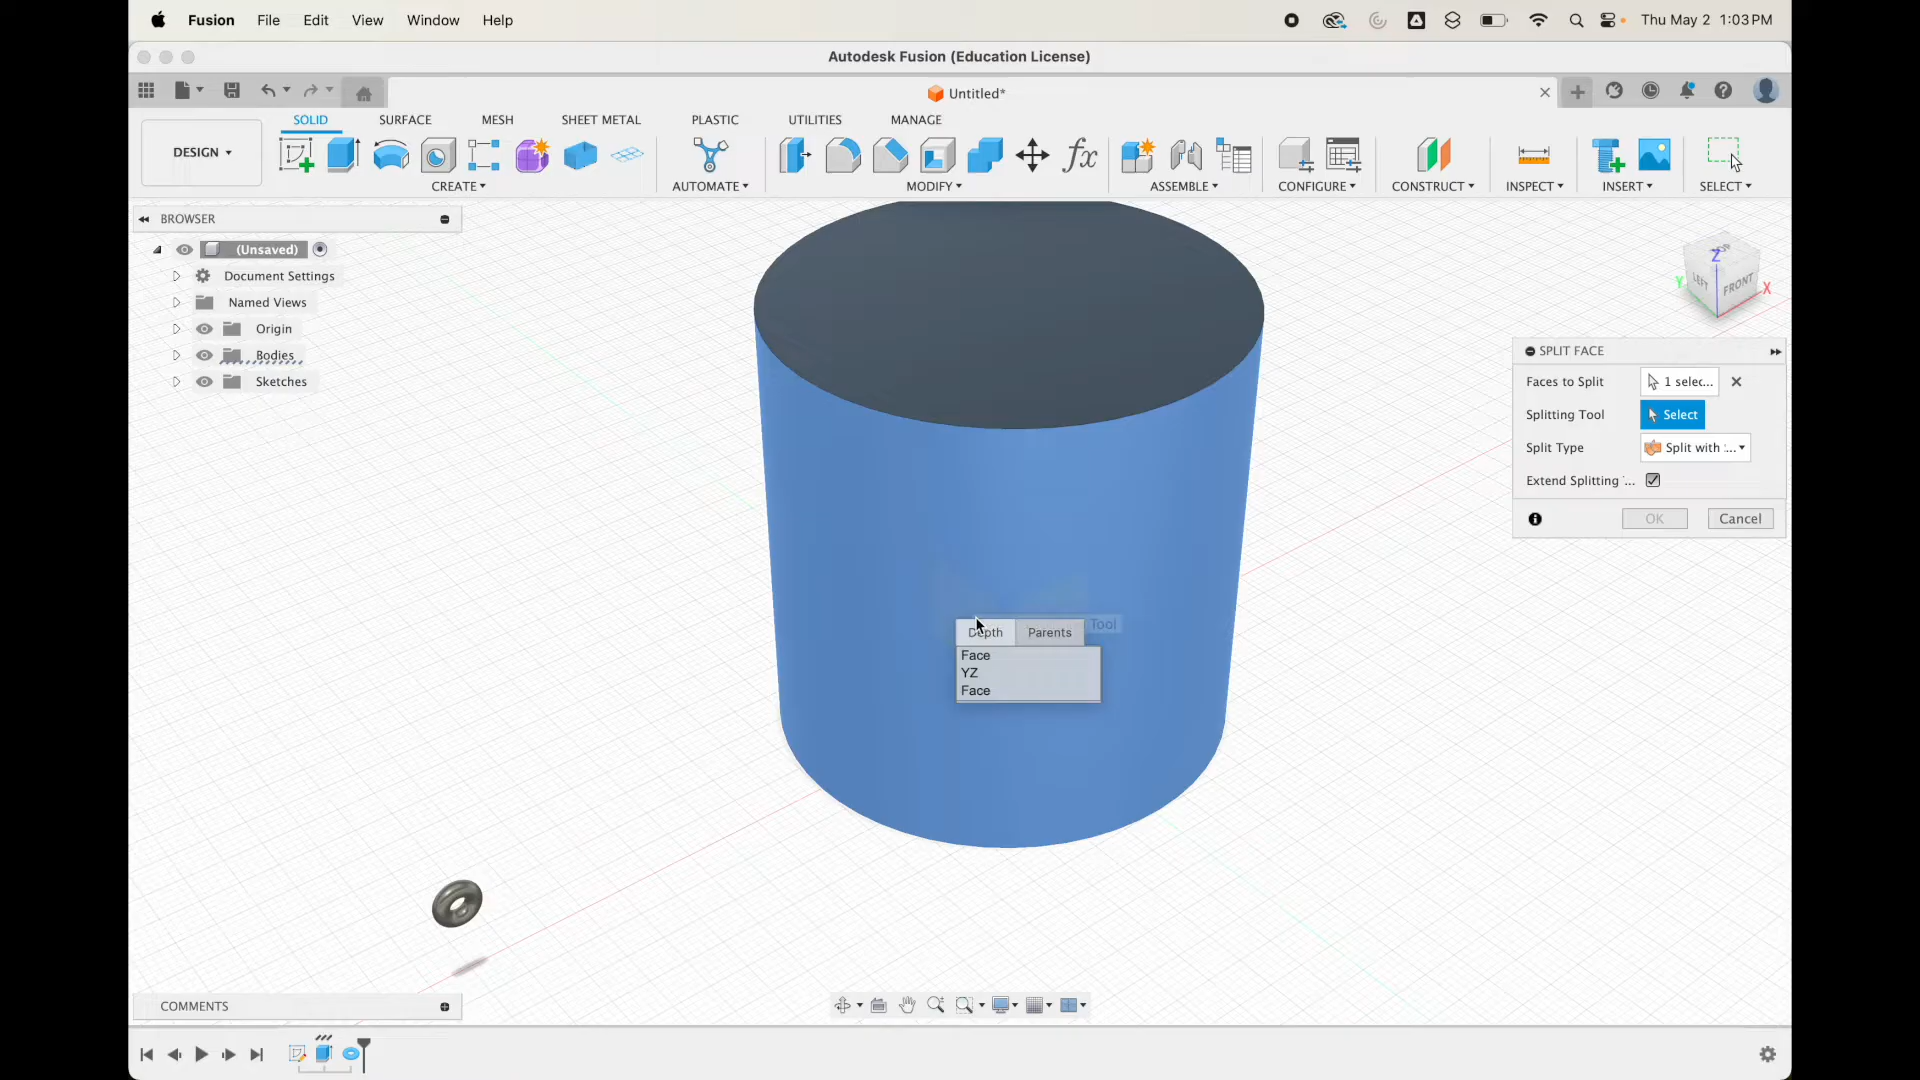 Fusion File Edit View Window Help
Thu May 2 1:03 PM
Autodesk Fusion (Education License)
Untitled*
SOLID SURFACE MESH SHEET METAL PLASTIC UTILITIES MANAGE
DESIGN
CREATE AUTOMATE MODIFY ASSEMBLE CONFIGURE CONSTRUCT INSPECT INSERT SELECT
BROWSER
(Unsaved)
Document Settings
Named Views
Origin
Bodies
Sketches
Z
LEFT FRONT
Y
X
SPLIT FACE
Faces to Split 1 selec...
Splitting Tool Select
Split Type Split with :...
Extend Splitting '...
OK Cancel
Tool
Depth Parents
Face
YZ
Face
COMMENTS